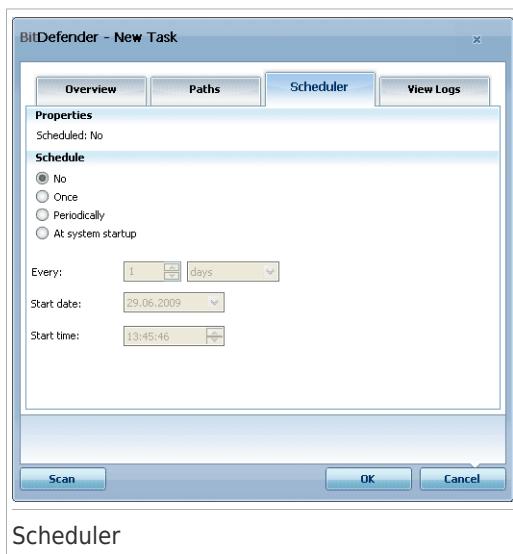 BitDefender - New Task
Overview Paths Scheduler View Logs
Properties
Scheduled: No
Schedule
No
Once
Periodically
At system startup
Every: 1 days
Start date: 29.06.2009
Start time: 13:45:46
Scan OK Cancel
Scheduler